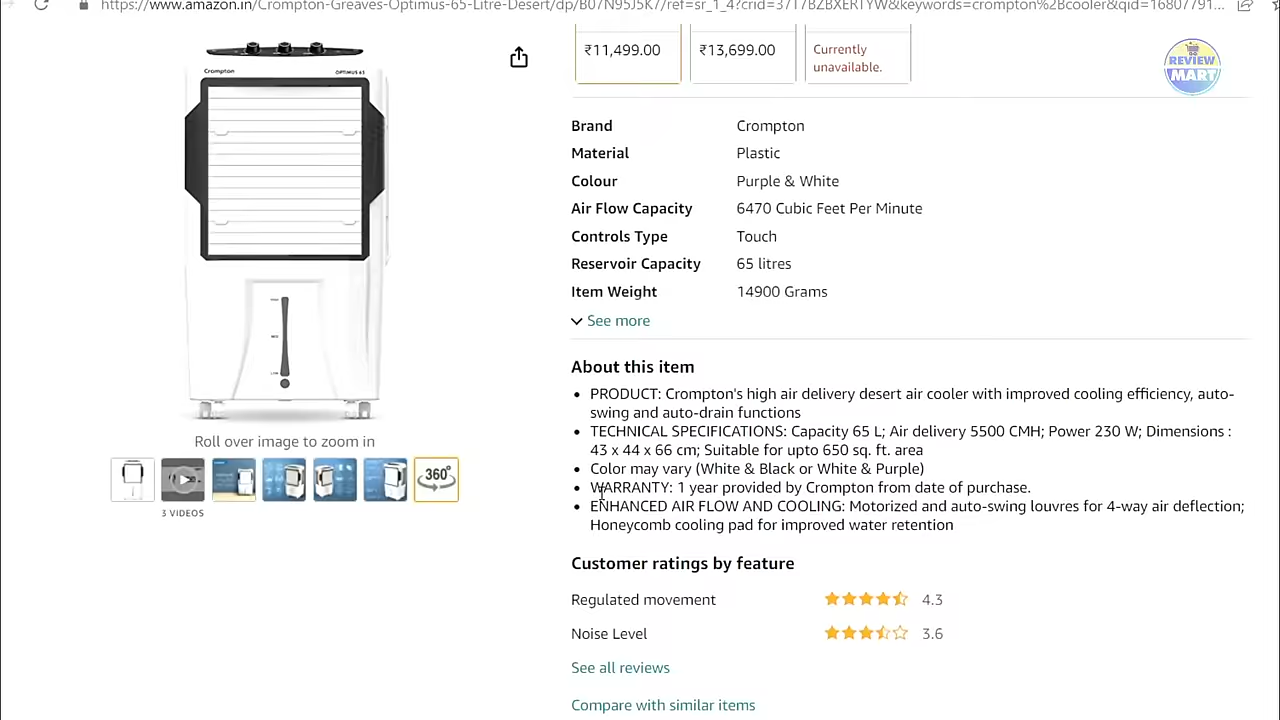 https://www.amazon.in/Crompton-Greaves-Optimus-65-Litre-Desert/dp/B07N95J5K7/ref=sr_1_4?crid=3717BZBXERTYW&keywords=crompton%2Bcooler&qid=16807791...
₹11,499.00
₹13,699.00
Currently
unavailable.
REVIEW
MART
Crompton
OPTIMUS 65
Brand Crompton
Material Plastic
Colour Purple & White
Air Flow Capacity 6470 Cubic Feet Per Minute
Controls Type Touch
Reservoir Capacity 65 litres
Item Weight 14900 Grams
See more
About this item
PRODUCT: Crompton's high air delivery desert air cooler with improved cooling efficiency, auto-
swing and auto-drain functions
TECHNICAL SPECIFICATIONS: Capacity 65 L; Air delivery 5500 CMH; Power 230 W; Dimensions :
43 x 44 x 66 cm; Suitable for upto 650 sq. ft. area
Color may vary (White & Black or White & Purple)
WARRANTY: 1 year provided by Crompton from date of purchase.
ENHANCED AIR FLOW AND COOLING: Motorized and auto-swing louvres for 4-way air deflection;
Honeycomb cooling pad for improved water retention
Roll over image to zoom in
360°
3 VIDEOS
Customer ratings by feature
Regulated movement 4.3
Noise Level 3.6
See all reviews
Compare with similar items